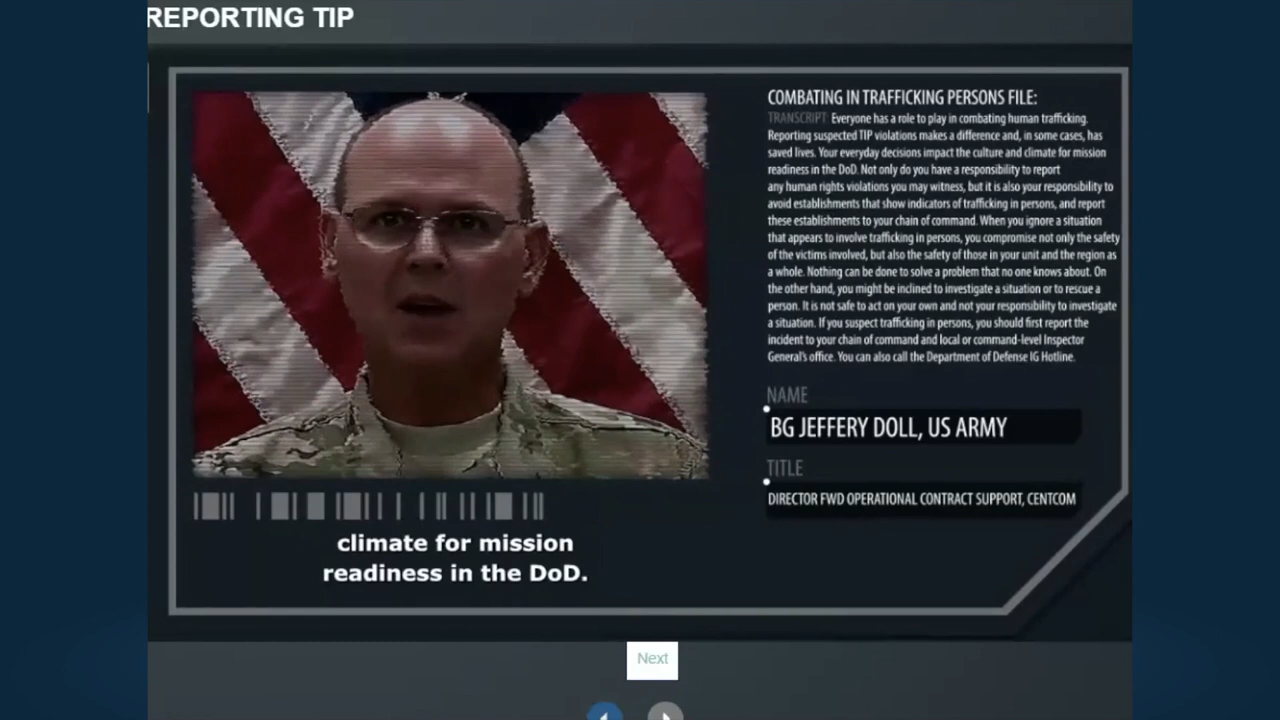 REPORTING TIP
COMBATING IN TRAFFICKING PERSONS FILE:
TRANSCRIPT: Everyone has a role to play in combating human trafficking.
Reporting suspected TIP violations makes a difference and, in some cases, has
saved lives. Your everyday decisions impact the culture and climate for mission
readiness in the DoD. Not only do you have a responsibility to report
any human rights violations you may witness, but it is also your responsibility to
avoid establishments that show indicators of trafficking in persons, and report
these establishments to your chain of command. When you ignore a situation
that appears to involve trafficking in persons, you compromise not only the safety
of the victims involved, but also the safety of those in your unit and the region as
a whole. Nothing can be done to solve a problem that no one knows about. On
the other hand, you might be inclined to investigate a situation or to rescue a
person. It is not safe to act on your own and not your responsibility to investigate
a situation. If you suspect trafficking in persons, you should first report the
incident to your chain of command and local or command-level Inspector
General's office. You can also call the Department of Defense IG Hotline.
NAME
BG JEFFERY DOLL, US ARMY
TITLE
DIRECTOR FWD OPERATIONAL CONTRACT SUPPORT, CENTCOM
climate for mission
readiness in the DoD.
Next